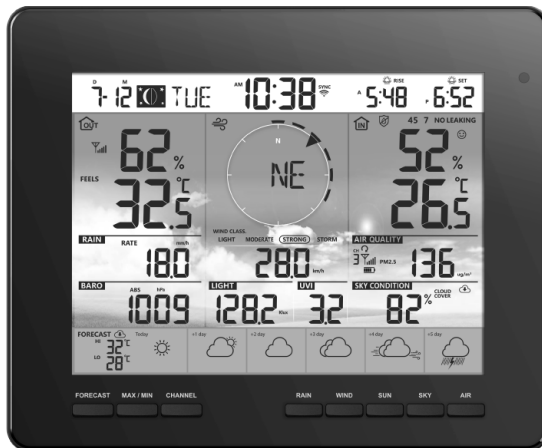 D M
7-12 TUE AM 10:38 SYNC RISE A 5:48 SET P 6:52
OUT IN 45 7 NO LEAKING
62 % N 52 %
FEELS 32.5 °C NE 26.5 °C
WIND CLASS.
LIGHT MODERATE STRONG STORM
RAIN RATE mm/h 18.0 28.0 km/h
AIR QUALITY
CH 3 PM2.5 136 ug/m³
BARO ABS hPa 1009
LIGHT 128.2 Klux
UVI 32
SKY CONDITION 82 % CLOUD COVER
FORECAST Today +1 day +2 day +3 day +4 day +5 day
HI 32 °C
LO 28 °C
FORECAST MAX / MIN CHANNEL RAIN WIND SUN SKY AIR